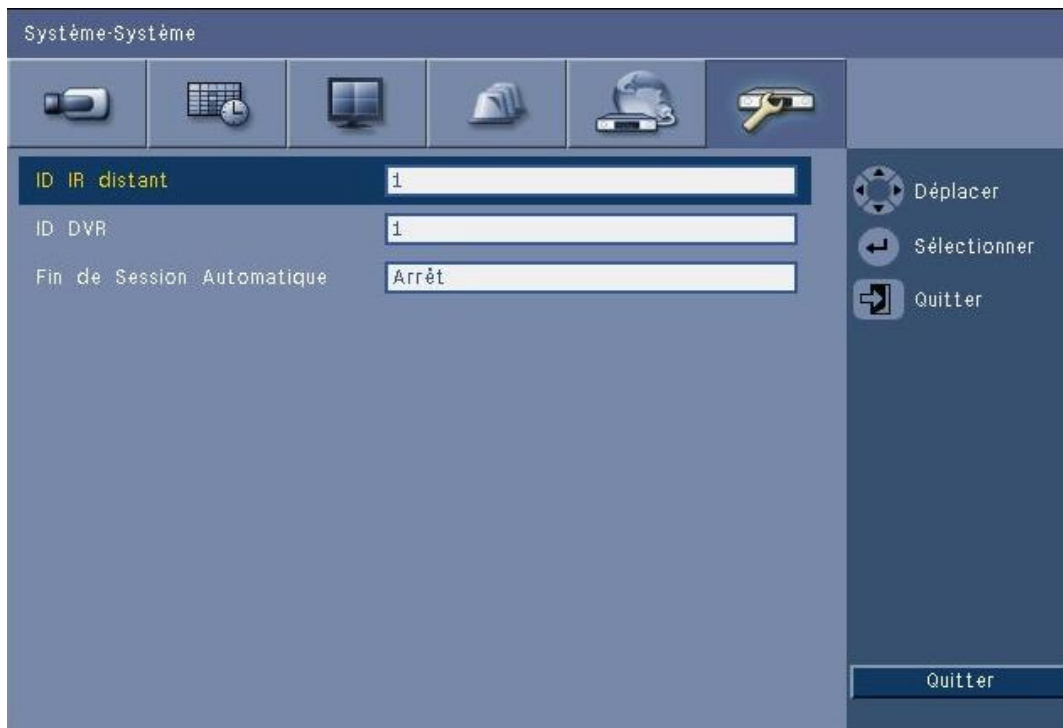 Système-Système
ID IR distant 1
ID DVR 1
Fin de Session Automatique Arrêt
Déplacer
Sélectionner
Quitter
Quitter